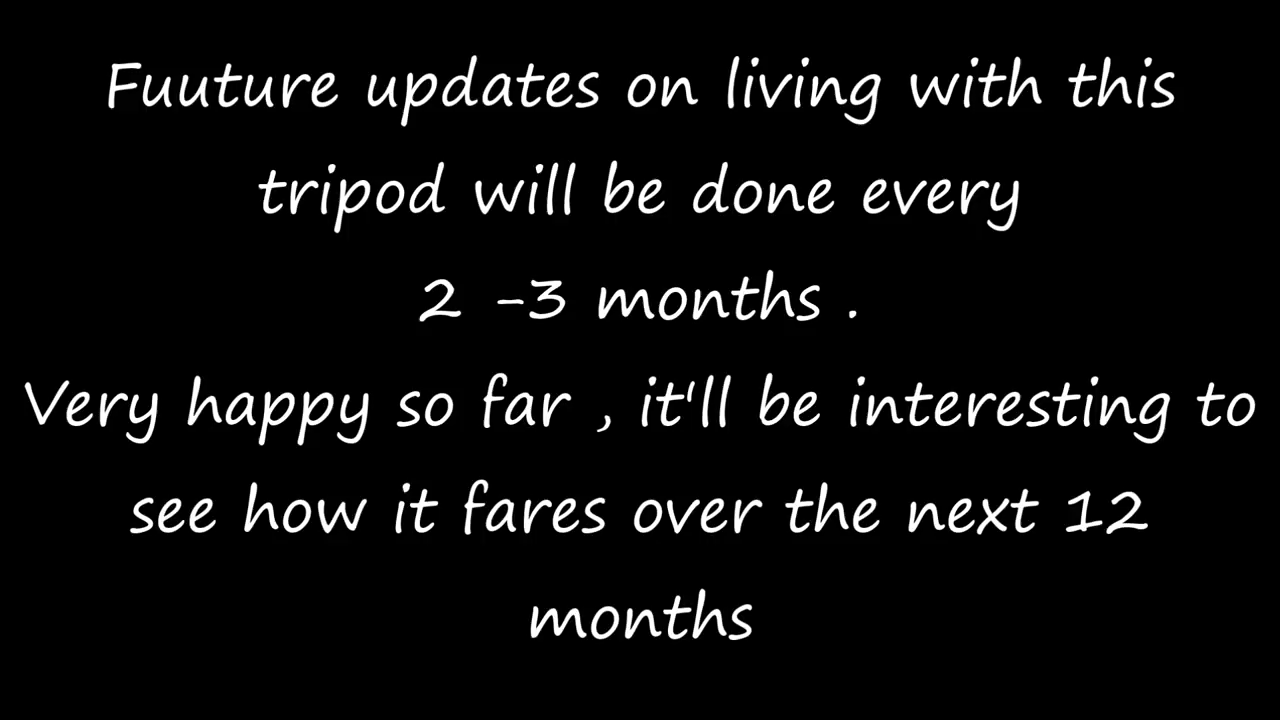 Fuuture updates on living with this
tripod will be done every
2 -3 months .
Very happy so far , it'll be interesting to
see how it fares over the next 12
months